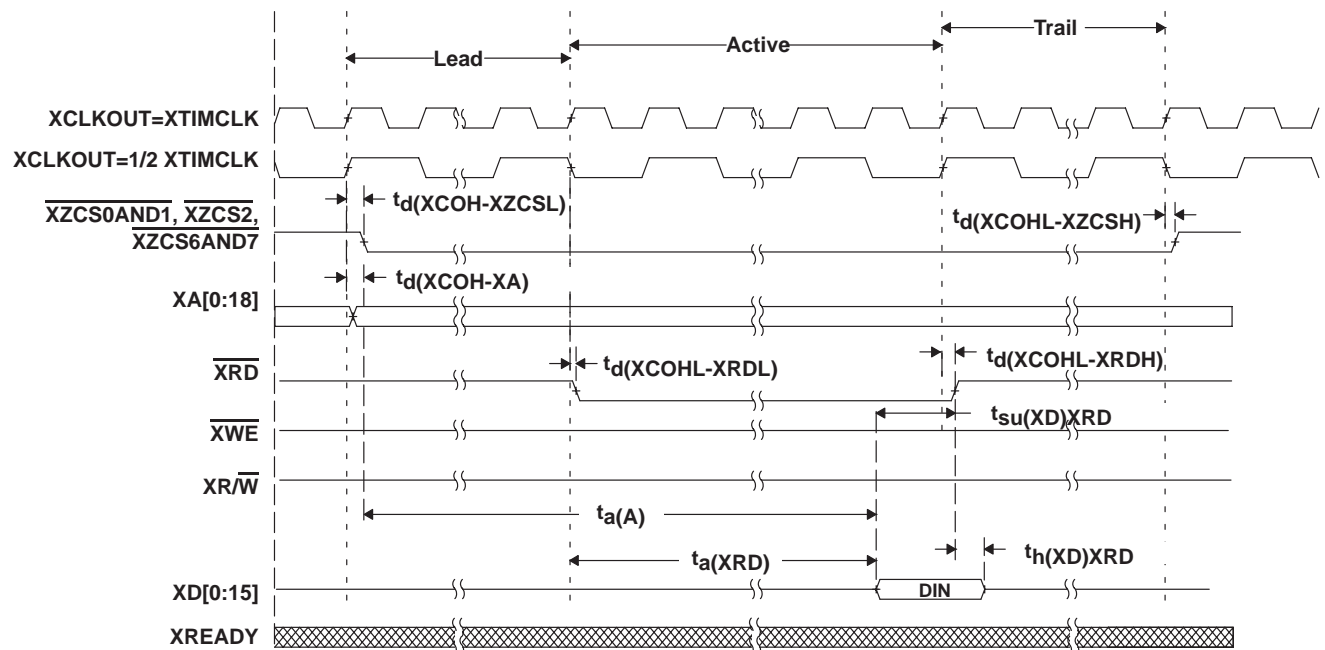 Lead
Active
Trail
XCLKOUT=XTIMCLK
XCLKOUT=1/2 XTIMCLK
XZCS0AND1, XZCS2,
XZCS6AND7
td(XCOH-XZCSL)
td(XCOHL-XZCSH)
td(XCOH-XA)
XA[0:18]
XRD
td(XCOHL-XRDL)
td(XCOHL-XRDH)
tsu(XD)XRD
XWE
XR/W
ta(A)
ta(XRD)
th(XD)XRD
XD[0:15]
DIN
XREADY